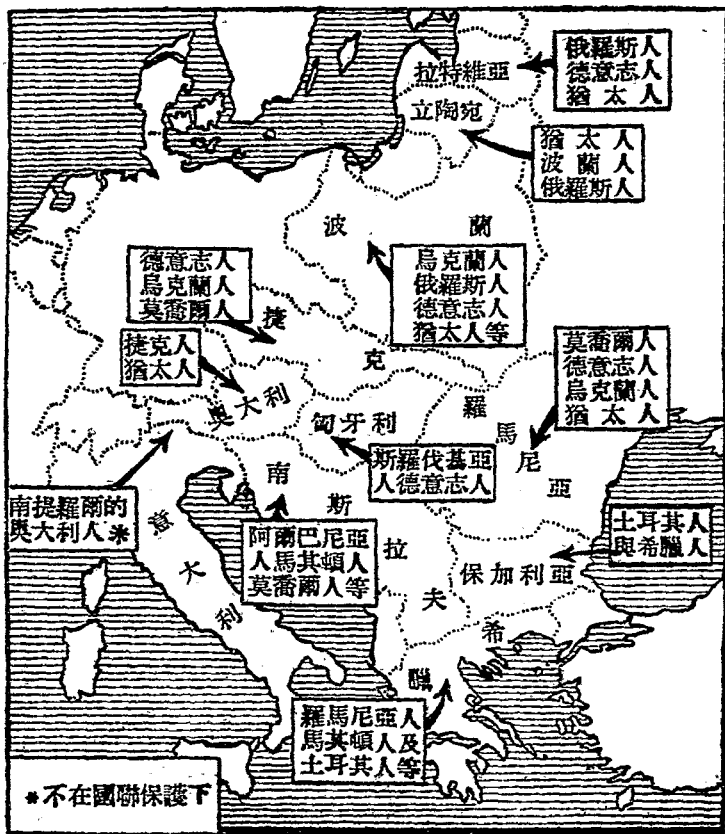 拉特維亞
俄羅斯人
德意志人
猶太人
立陶宛
猶太人
波蘭人
俄羅斯人
波蘭
烏克蘭人
俄羅斯人
德意志人
猶太人等
德意志人
烏克蘭人
莫喬爾人
捷克
捷克人
猶太人
奧大利
匈牙利
斯羅伐基亞
人德意志人
羅馬尼亞
莫喬爾人
德意志人
烏克蘭人
猶太人
南提羅爾的
奧大利人*
意大利
南斯拉夫
阿爾巴尼亞
人馬其頓人
莫喬爾人等
保加利亞
土耳其人
與希臘人
希臘
羅馬尼亞人
馬其頓人及
土耳其人等
*不在國聯保護下